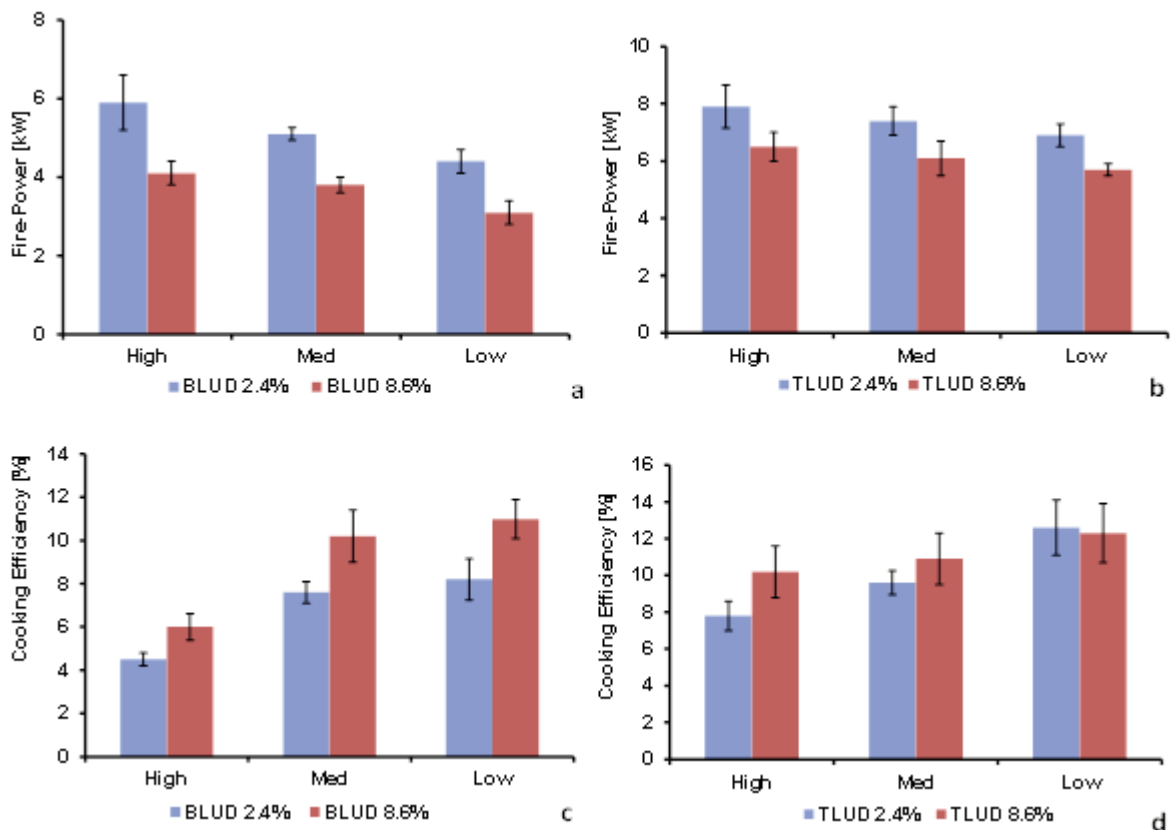 8
6
4
2
0
Fire-Power [kW]
High Med Low
BLUD 2.4% BLUD 8.6%
a
10
8
6
4
2
0
Fire-Power [kW]
High Med Low
TLUD 2.4% TLUD 8.6%
b
14
12
10
8
6
4
2
0
Cooking Efficiency [%]
High Med Low
BLUD 2.4% BLUD 8.6%
c
16
14
12
10
8
6
4
2
0
Cooking Efficiency [%]
High Med Low
TLUD 2.4% TLUD 8.6%
d